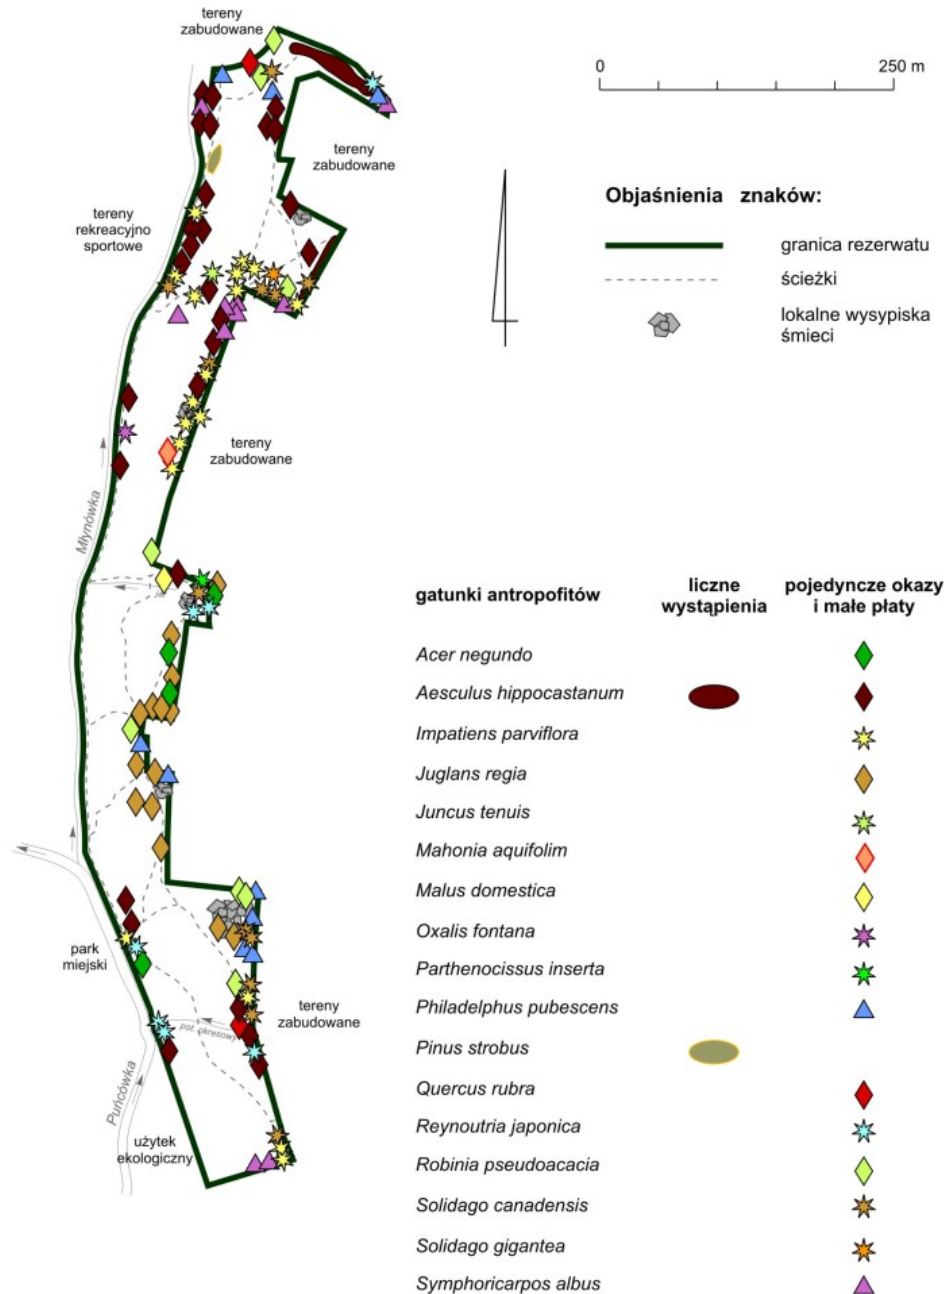 tereny
zabudowane
0 250 m
tereny
zabudowane
Objaśnienia znaków:
tereny
rekreacyjno
sportowe
granica rezerwatu
ścieżki
lokalne wysypiska
śmieci
tereny
zabudowane
Młynówka
gatunki antropofitów
liczne
wystąpienia
pojedyncze okazy
i małe płaty
Acer negundo
Aesculus hippocastanum
Impatiens parviflora
Juglans regia
Juncus tenuis
Mahonia aquifolim
Malus domestica
Oxalis fontana
Parthenocissus inserta
Philadelphus pubescens
Pinus strobus
Quercus rubra
Reynoutria japonica
Robinia pseudoacacia
Solidago canadensis
Solidago gigantea
Symphoricarpos albus
park
miejski
tereny
zabudowane
pot. okresowy
Puńcówka
użytek
ekologiczny